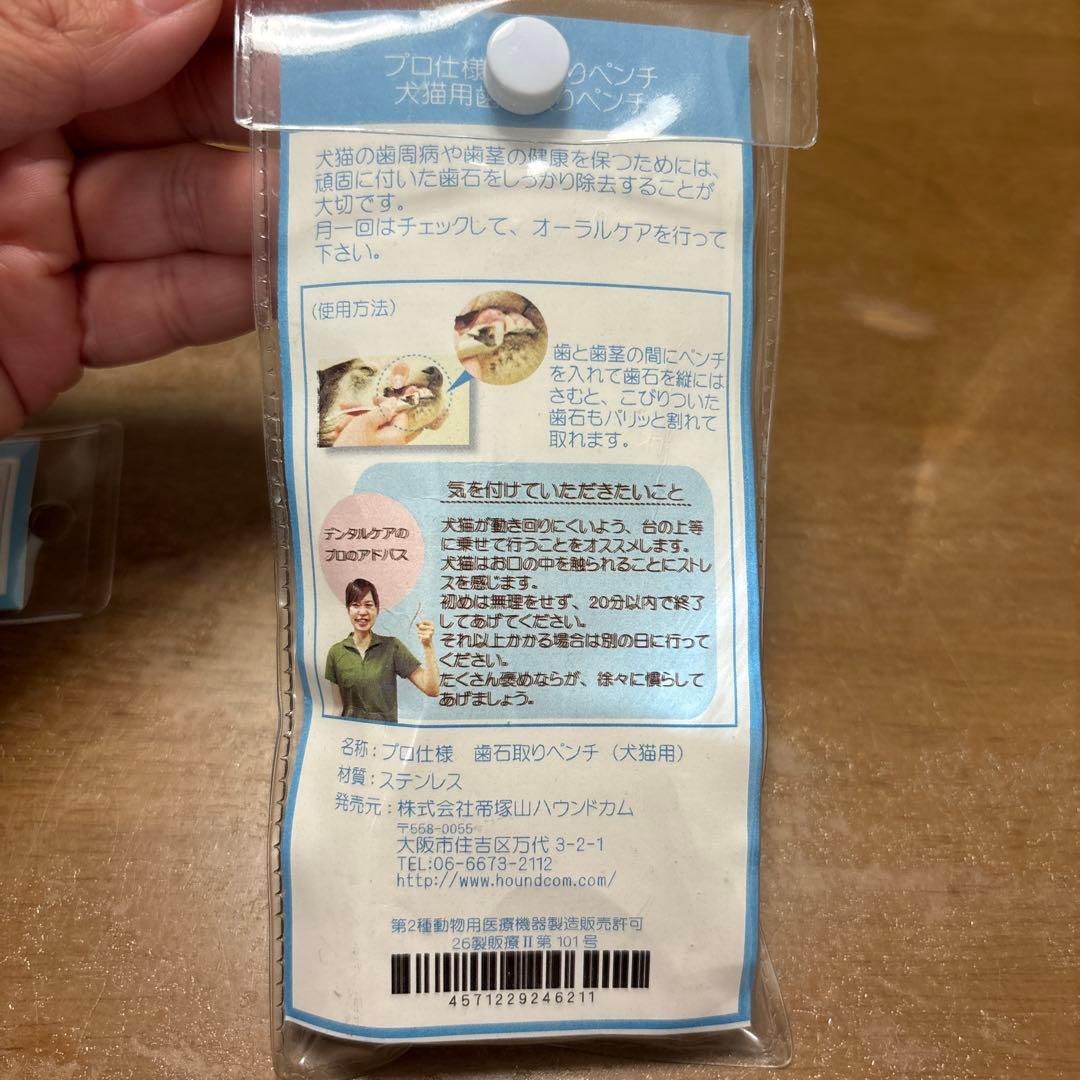 プロ仕様 取りペンチ
犬猫用歯 取りペンチ
犬猫の歯周病や歯茎の健康を保つためには、
頑固に付いた歯石をしっかり除去することが
大切です。
月一回はチェックして、オーラルケアを行って
下さい。
（使用方法）
歯と歯茎の間にペンチ
を入れて歯石を縦には
さむと、こびりついた
歯石もパリッと割れて
取れます。
気を付けていただきたいこと
デンタルケアの
プロのアドバス
犬猫が動き回りにくいよう、台の上等
に乗せて行うことをオススメします。
犬猫はお口の中を触られることにストレ
スを感じます。
初めは無理をせず、20分以内で終了
してあげてください。
それ以上かかる場合は別の日に行って
ください。
たくさん褒めならが、徐々に慣らして
あげましょう。
名称：プロ仕様　歯石取りペンチ（犬猫用）
材質：ステンレス
発売元：株式会社帝塚山ハウンドカム
〒558-0055
大阪市住吉区万代 3-2-1
TEL:06-6673-2112
http://www.houndcom.com/
第2種動物用医療機器製造販売許可
26製販療Ⅱ第101号
4571229246211